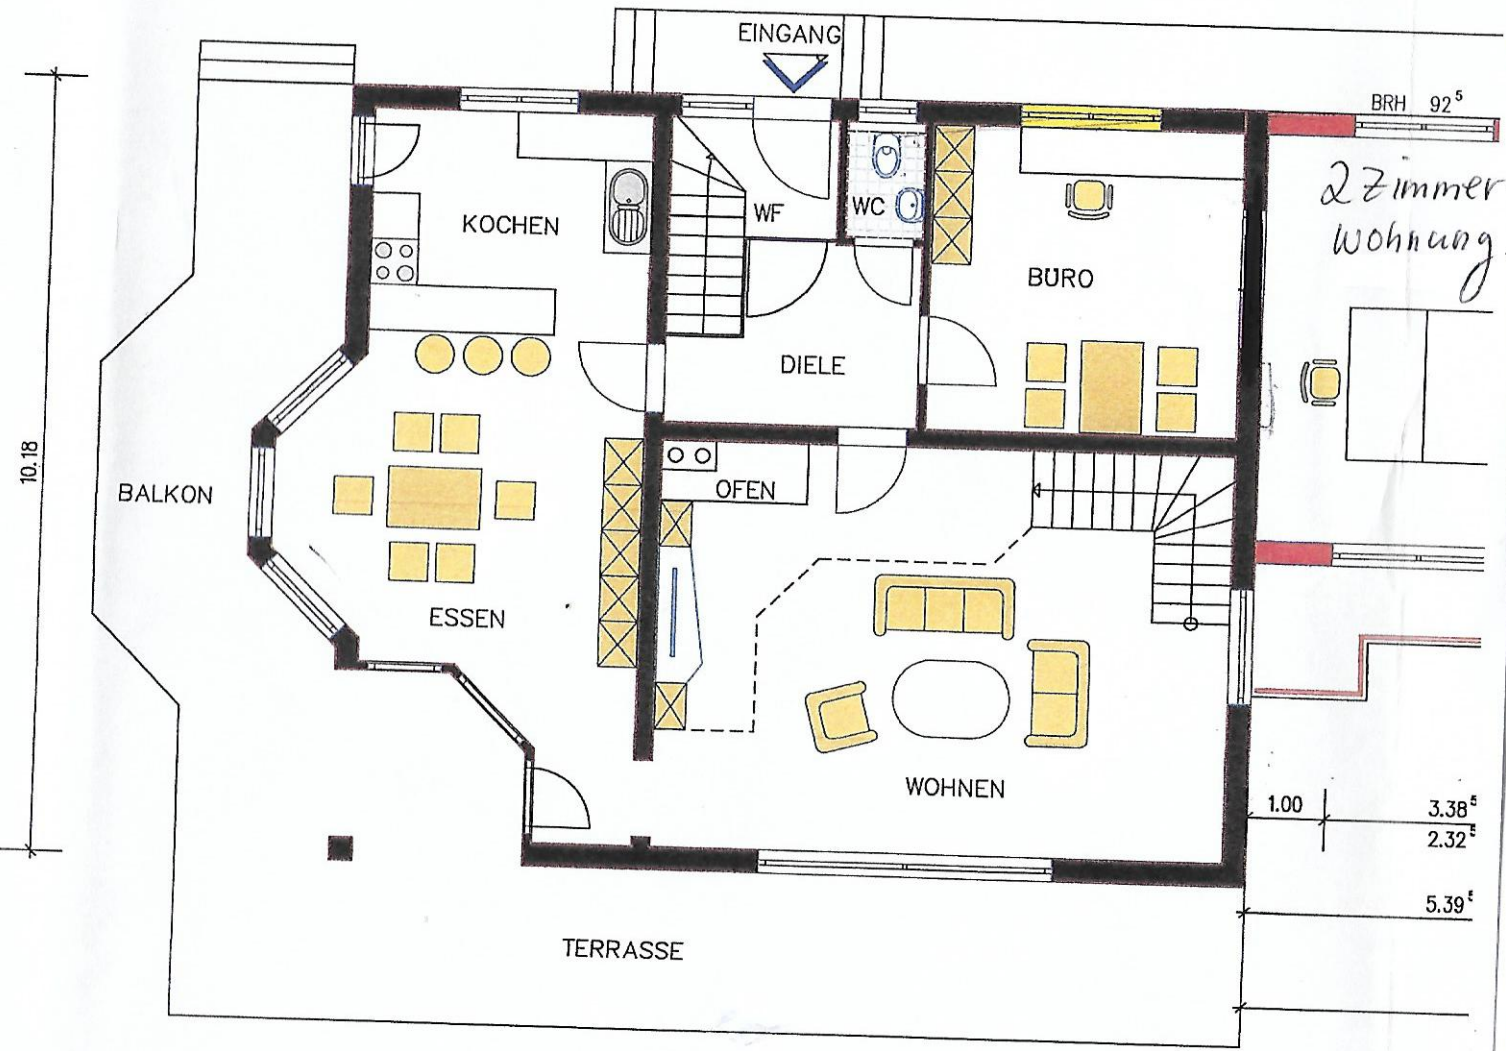 EINGANG
BRH 92⁵
2 Zimmer
Wohnung
KOCHEN
WF
WC
BÜRO
DIELE
10.18
BALKON
OFEN
ESSEN
WOHNEN
1.00
3.38⁵
2.32⁵
5.39⁵
TERRASSE